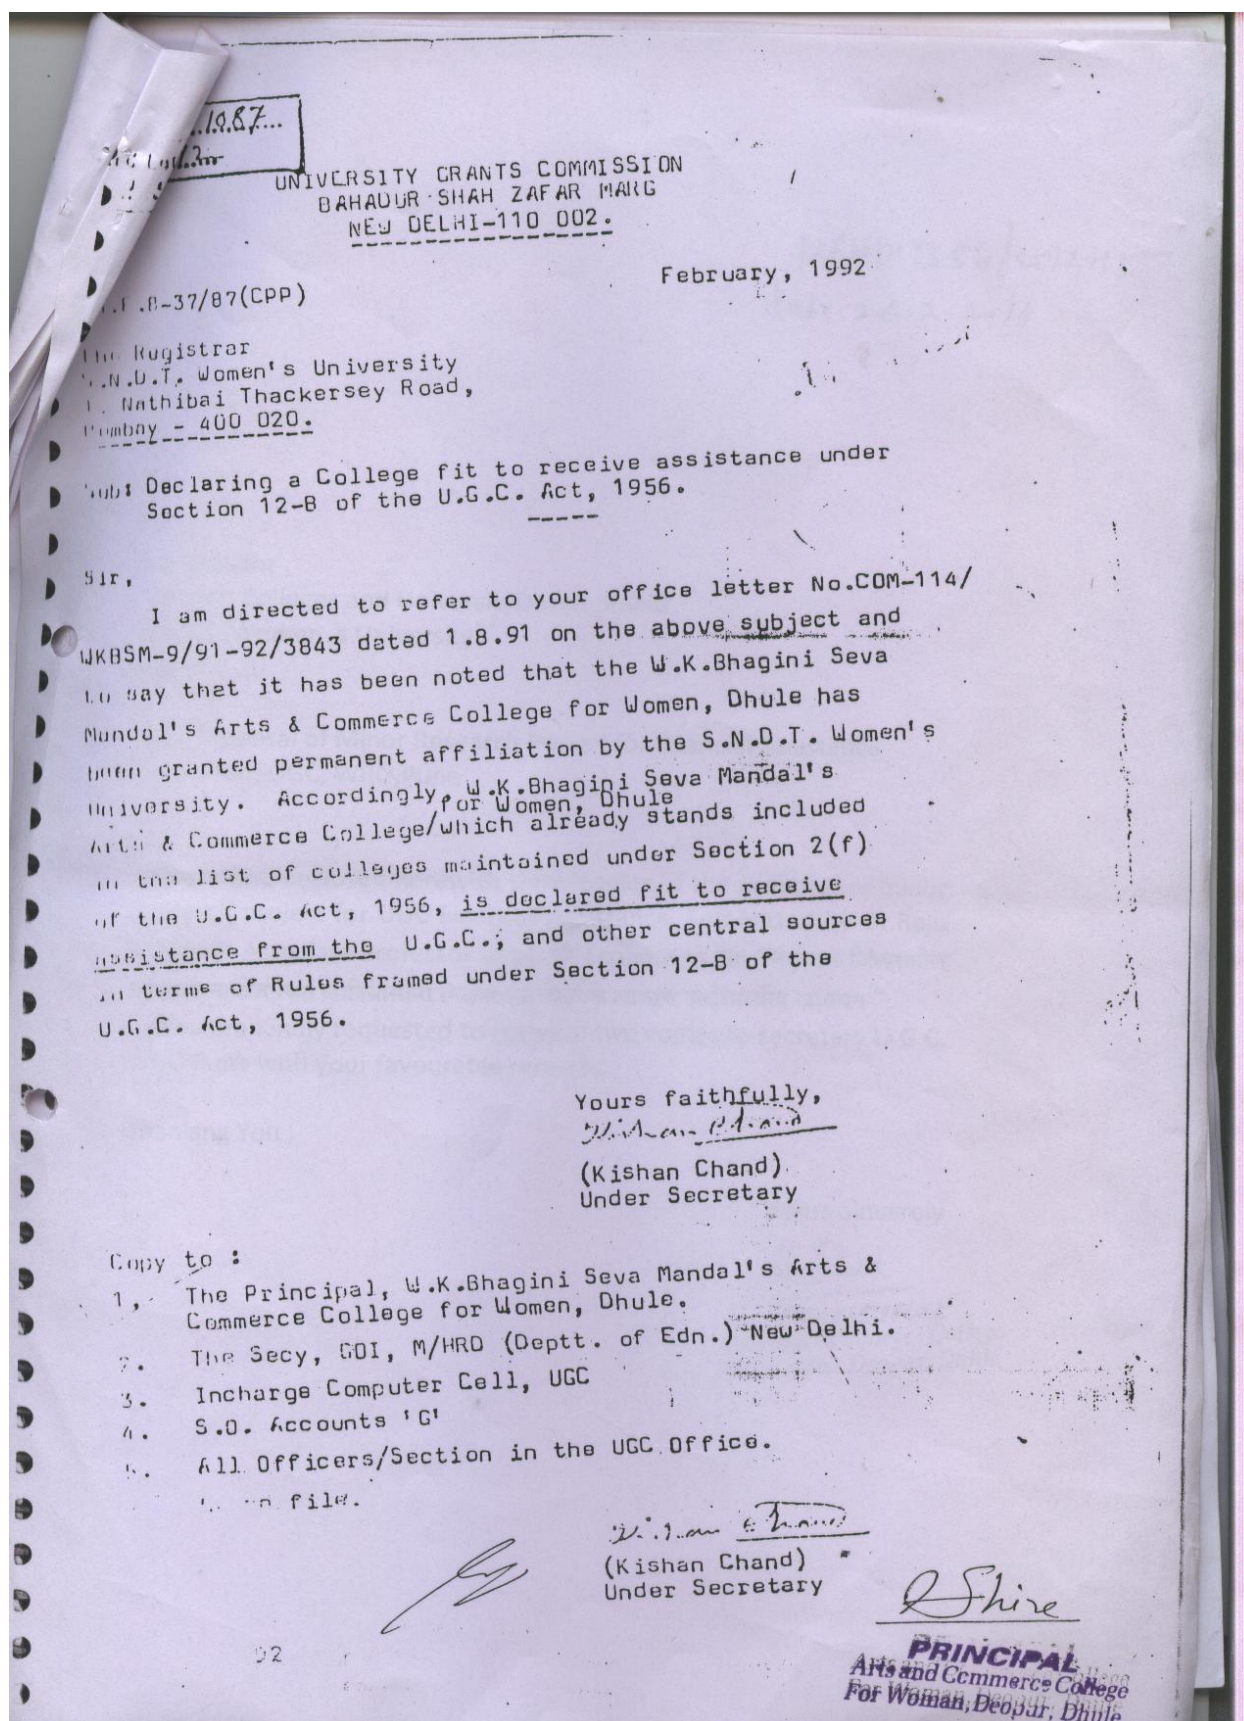 1987
UNIVERSITY GRANTS COMMISSION
BAHADUR SHAH ZAFAR MARG
NEW DELHI-110 002.
February, 1992
.F.8-37/87(CPP)
The Registrar
.N.D.T. Women's University
1, Nathibai Thackersey Road,
Bombay - 400 020.
Sub: Declaring a College fit to receive assistance under
Section 12-B of the U.G.C. Act, 1956.
Sir,
I am directed to refer to your office letter No.COM-114/
WKBSM-9/91-92/3843 dated 1.8.91 on the above subject and
to say that it has been noted that the W.K.Bhagini Seva
Mandal's Arts & Commerce College for Women, Dhule has
been granted permanent affiliation by the S.N.D.T. Women's
University. Accordingly, W.K.Bhagini Seva Mandal's
for Women, Dhule
Arts & Commerce College/which already stands included
in the list of colleges maintained under Section 2(f)
of the U.G.C. Act, 1956, is declared fit to receive
assistance from the U.G.C., and other central sources
in terms of Rules framed under Section 12-B of the
U.G.C. Act, 1956.
Yours faithfully,
Kishan Chand
(Kishan Chand)
Under Secretary
Copy to :
1, The Principal, W.K.Bhagini Seva Mandal's Arts &
Commerce College for Women, Dhule.
2. The Secy, GOI, M/HRD (Deptt. of Edn.) New Delhi.
3. Incharge Computer Cell, UGC
4. S.O. Accounts 'G'
5. All Officers/Section in the UGC Office.
file.
Kishan Chand
(Kishan Chand)
Under Secretary
PRINCIPAL
Arts and Commerce College
For Woman, Deopur, Dhule